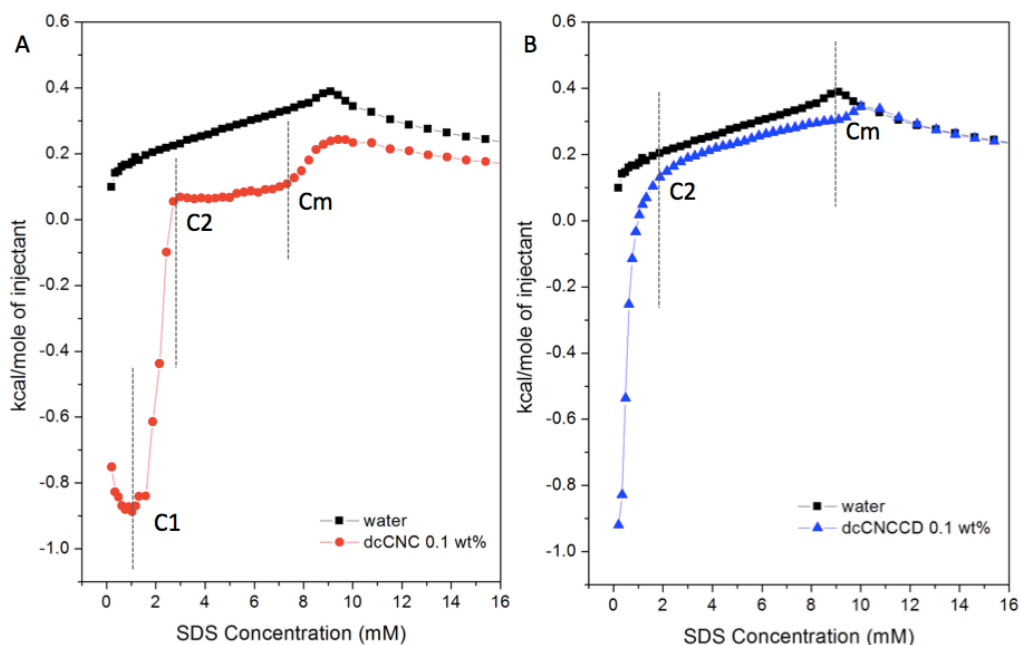 A
0.6
0.4
0.2
0.0
-0.2
-0.4
-0.6
-0.8
-1.0
kcal/mole of injectant
C2
Cm
C1
water
dcCNC 0.1 wt%
0 2 4 6 8 10 12 14 16
SDS Concentration (mM)
B
0.6
0.4
0.2
0.0
-0.2
-0.4
-0.6
-0.8
-1.0
kcal/mole of injectant
Cm
C2
water
dcCNCCD 0.1 wt%
0 2 4 6 8 10 12 14 16
SDS Concentration (mM)